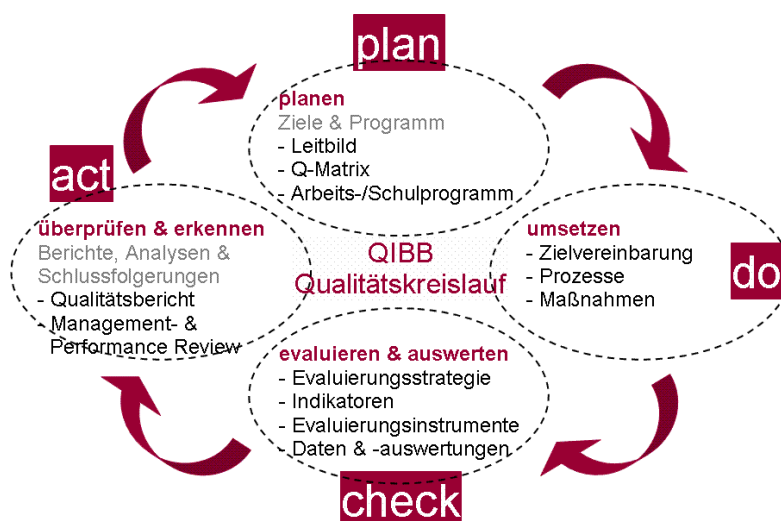 plan
planen
Ziele & Programm
- Leitbild
- Q-Matrix
- Arbeits-/Schulprogramm
act
überprüfen & erkennen
Berichte, Analysen &
Schlussfolgerungen
- Qualitätsbericht
- Management- &
Performance Review
QIBB
Qualitätskreislauf
umsetzen
- Zielvereinbarung
- Prozesse
- Maßnahmen
do
evaluieren & auswerten
- Evaluierungsstrategie
- Indikatoren
- Evaluierungsinstrumente
- Daten & -auswertungen
check